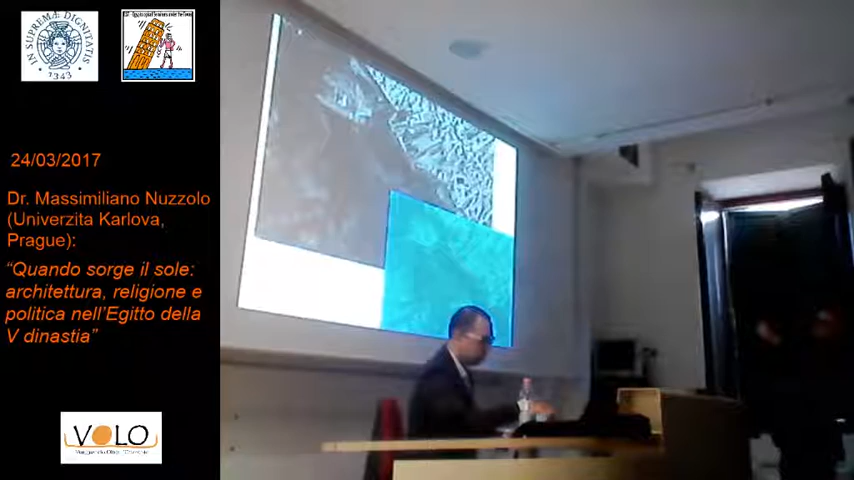 IN SUPREMÆ DIGNITATIS
1343
24/03/2017
Dr. Massimiliano Nuzzolo
(Univerzita Karlova,
Prague):
“Quando sorge il sole:
architettura, religione e
politica nell’Egitto della
V dinastia”
VOLO